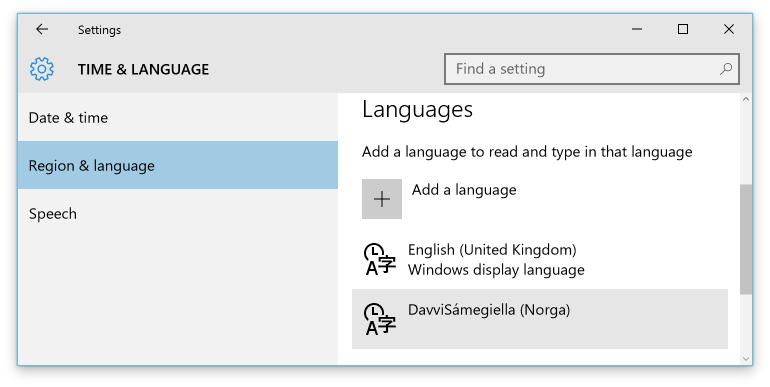 Settings
TIME & LANGUAGE
Find a setting
Date & time
Region & language
Speech
Languages
Add a language to read and type in that language
Add a language
English (United Kingdom)
Windows display language
DavviSámegiella (Norga)